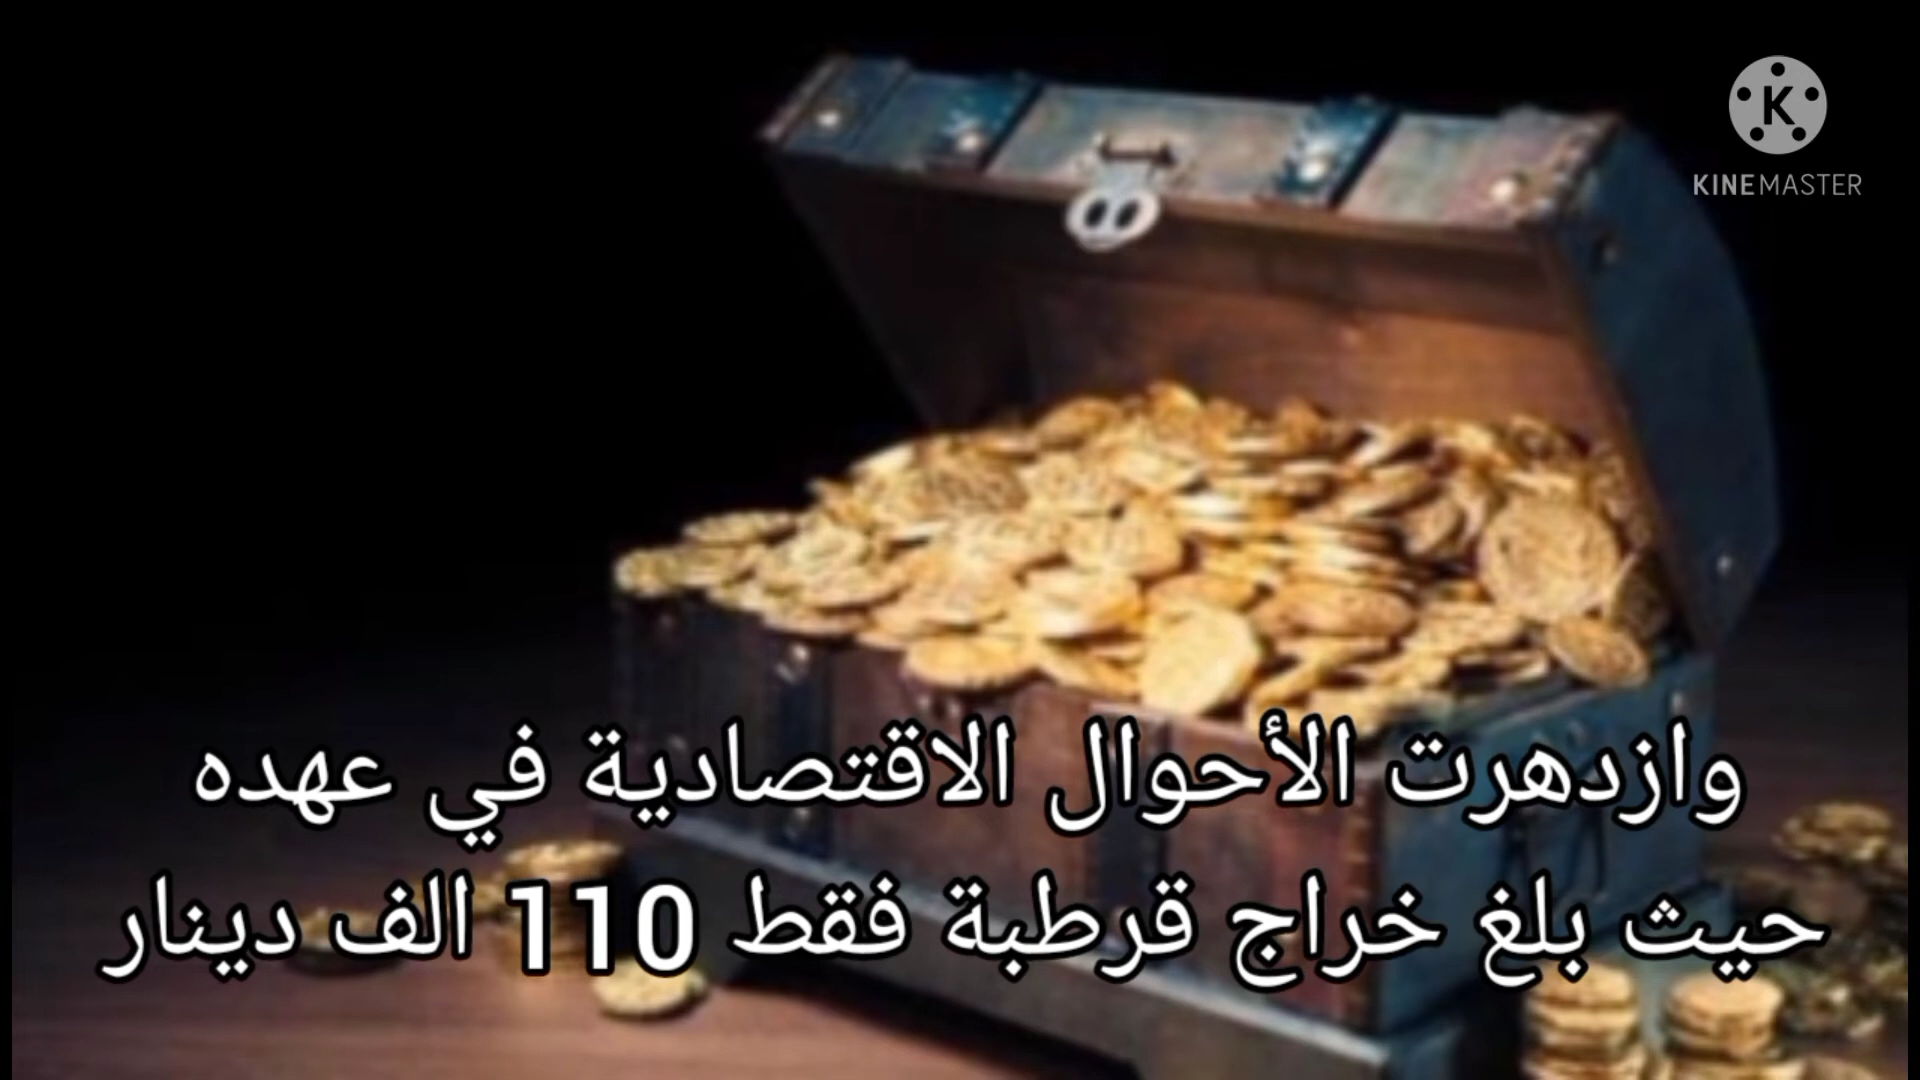 K
KINEMASTER
وازدهرت الأحوال الاقتصادية في عهده
حيث بلغ خراج قرطبة فقط 110 الف دينار